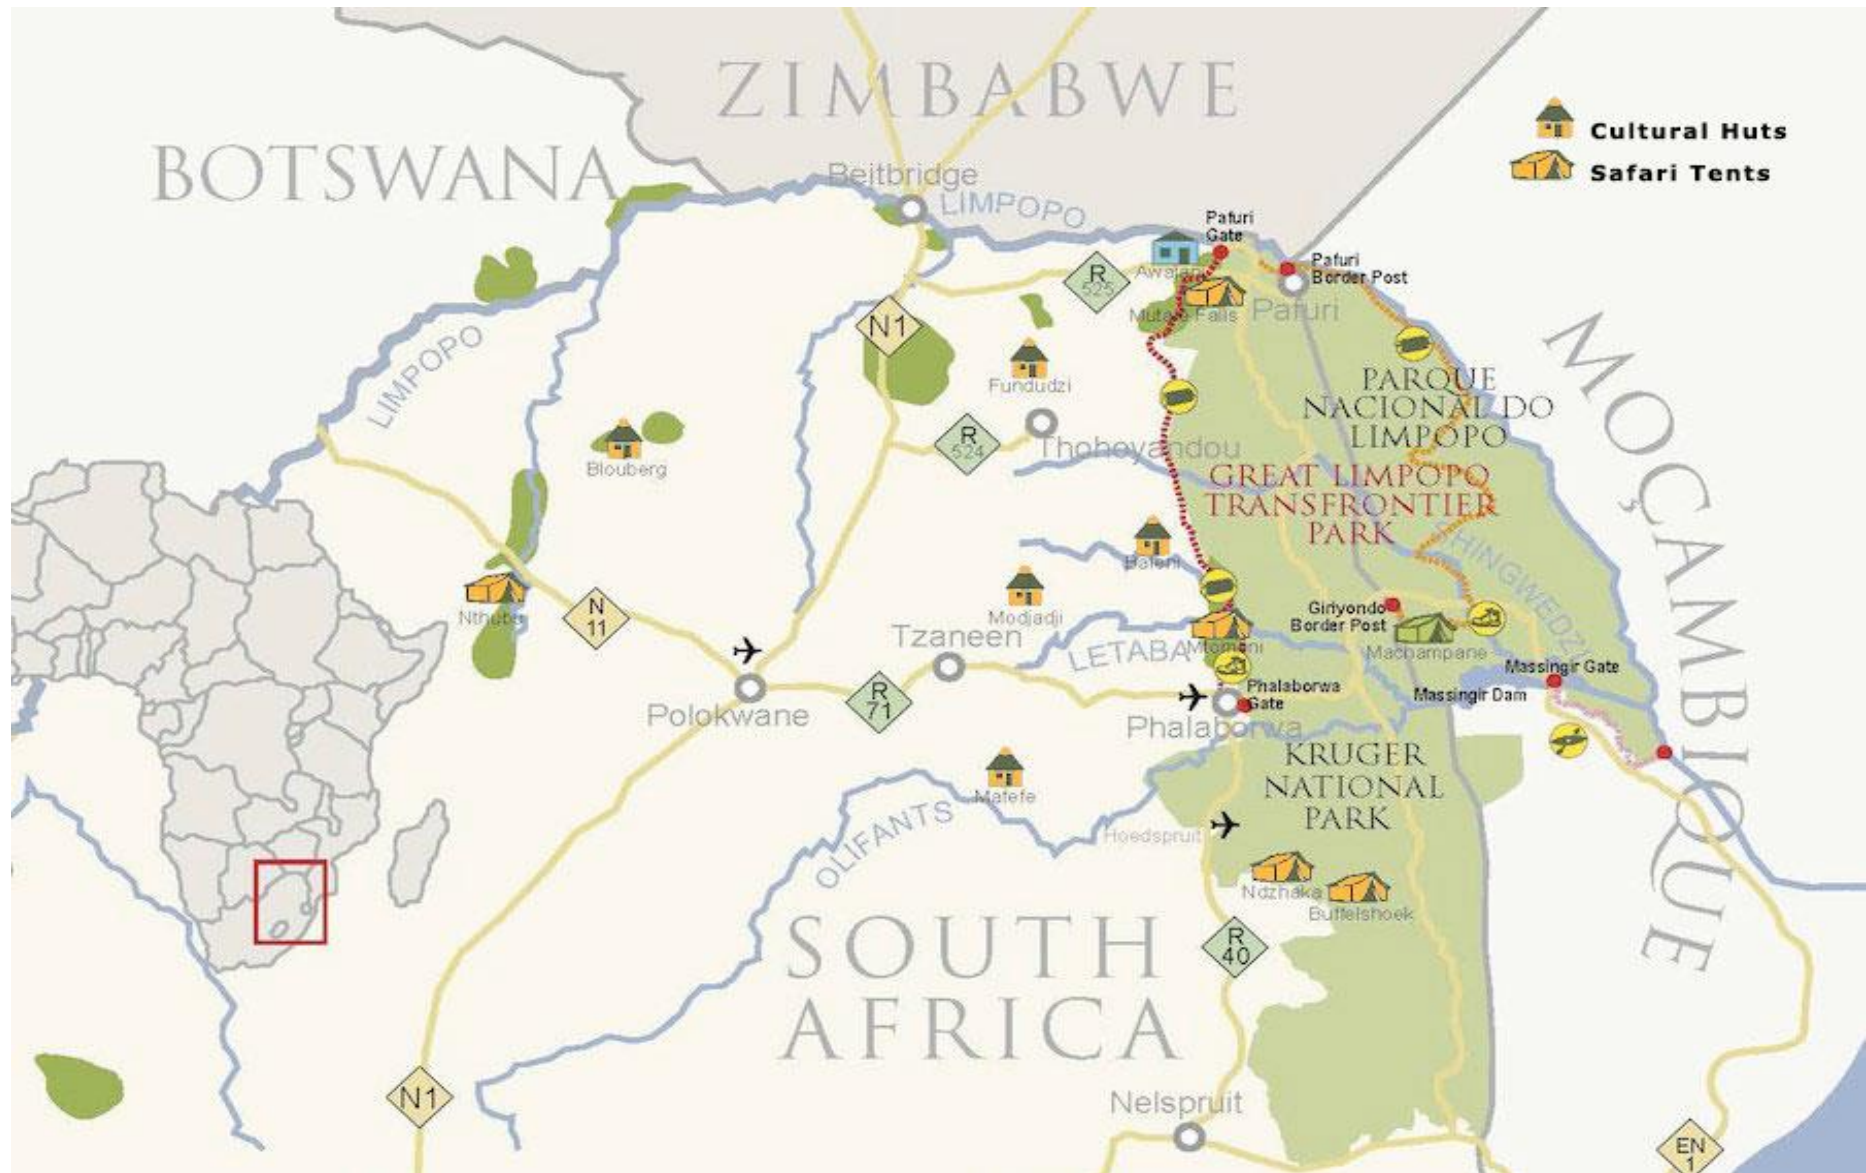 ZIMBABWE
BOTSWANA
Cultural Huts
Safari Tents
Beitbridge
LIMPOPO
Pafuri
Gate
Pafuri
Border Post
R
525
Mutale Falls
Pafuri
N1
LIMPOPO
Fundudzi
PARQUE
NACIONAL DO
LIMPOPO
MOÇAMBIQUE
Blouberg
R
524
Thohoyandou
GREAT LIMPOPO
TRANSFRONTIER
PARK
SHINGWEDZI
Baleni
Modjadji
N
11
Tzaneen
LETABA
Mtomeni
Giriyondo
Border Post
Machampane
Massingir Gate
Massingir Dam
Polokwane
R
71
Phalaborwa
Gate
Phalaborwa
KRUGER
NATIONAL
PARK
Matefe
OLIFANTS
Hoedspruit
Ndzhaka
Buffelshoek
SOUTH
AFRICA
R
40
N1
Nelspruit
EN
1